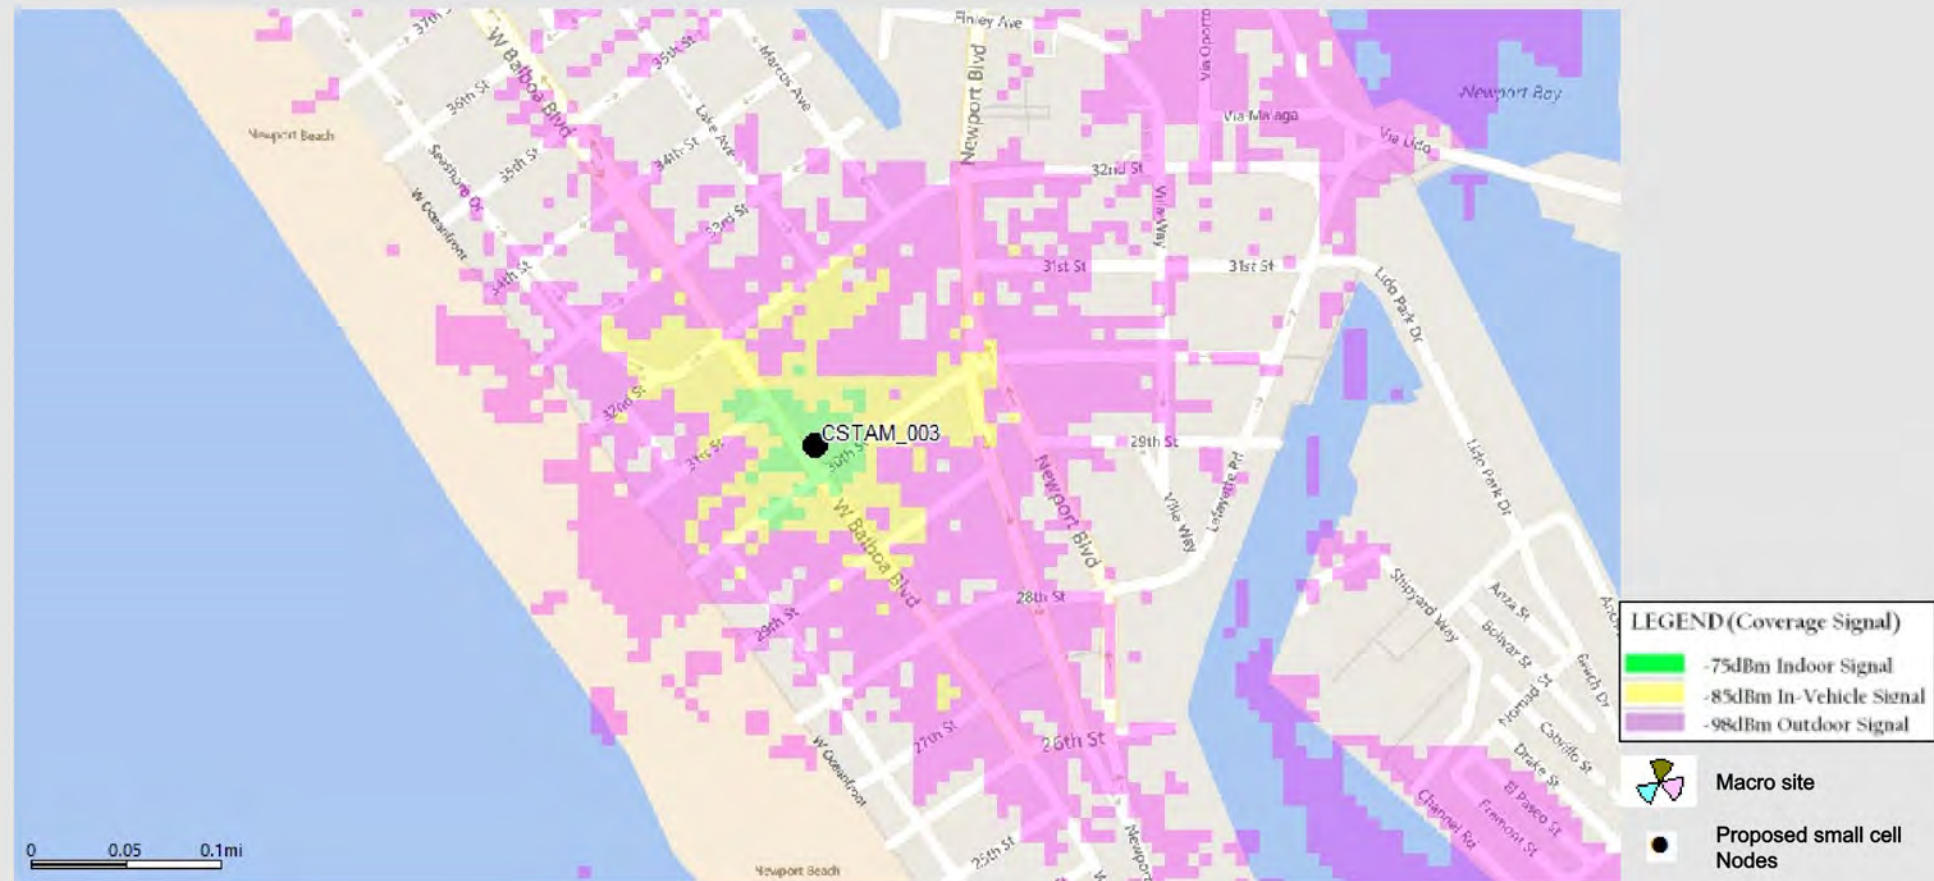 37th S
W Balboa Blvd
36th St
35th St
Marcus Ave
Finley Ave
Newport Blvd
Via Oporto
Newport Bay
Newport Beach
Lake Ave
34th St
Seashore Dr
35th St
W Oceanfront
Via Malaga
Via Lido
32nd St
Villa Way
33rd St
34th St
31st St
31st St
Lido Park Dr
32nd St
CSTAM_003
31st St
30th St
29th St
Newport Blvd
Lafayette Rd
Villa Way
Lido Park Dr
W Balboa Blvd
28th St
29th St
Shipyard Way
Anza St
Bolivar St
Nomad St
Cabrillo St
Drake St
El Paseo St
Fremont St
Channel Rd
27th St
26th St
W Oceanfront
25th St
Newport
W
Newport Beach
0 0.05 0.1mi
LEGEND (Coverage Signal)
-75dBm Indoor Signal
-85dBm In-Vehicle Signal
-98dBm Outdoor Signal
Macro site
Proposed small cell
Nodes